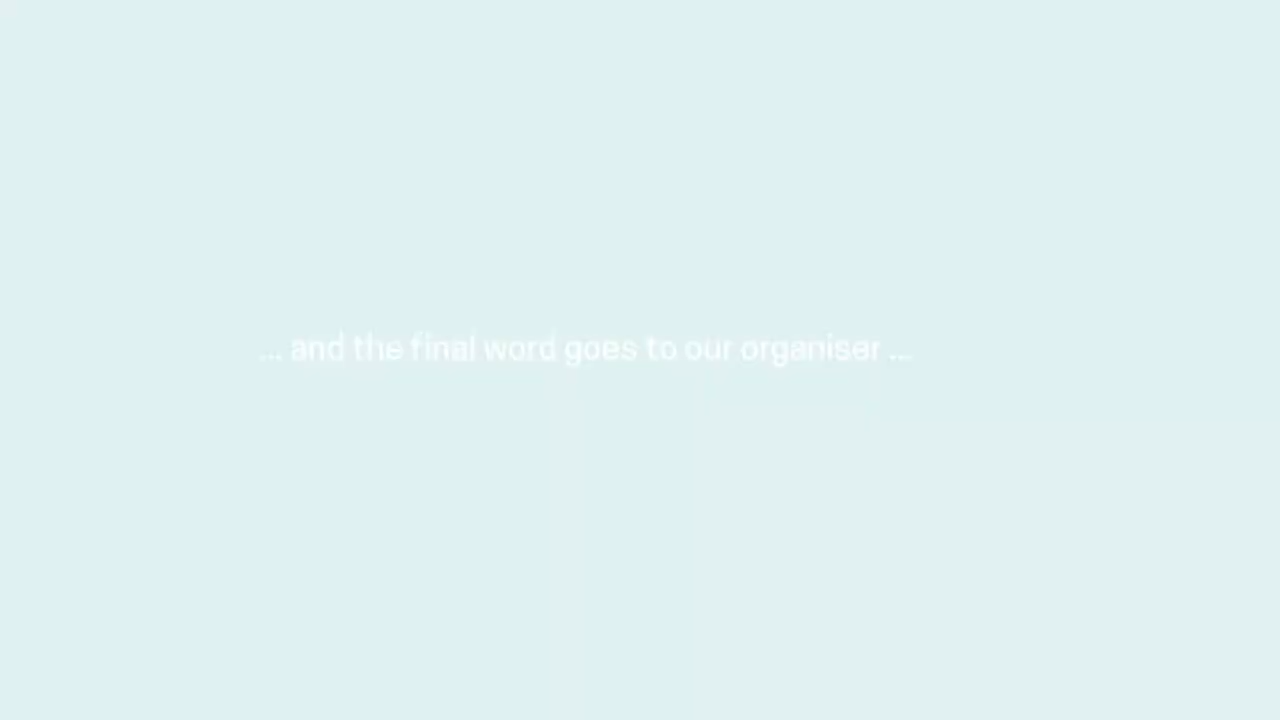 ... and the final word goes to our organiser ...